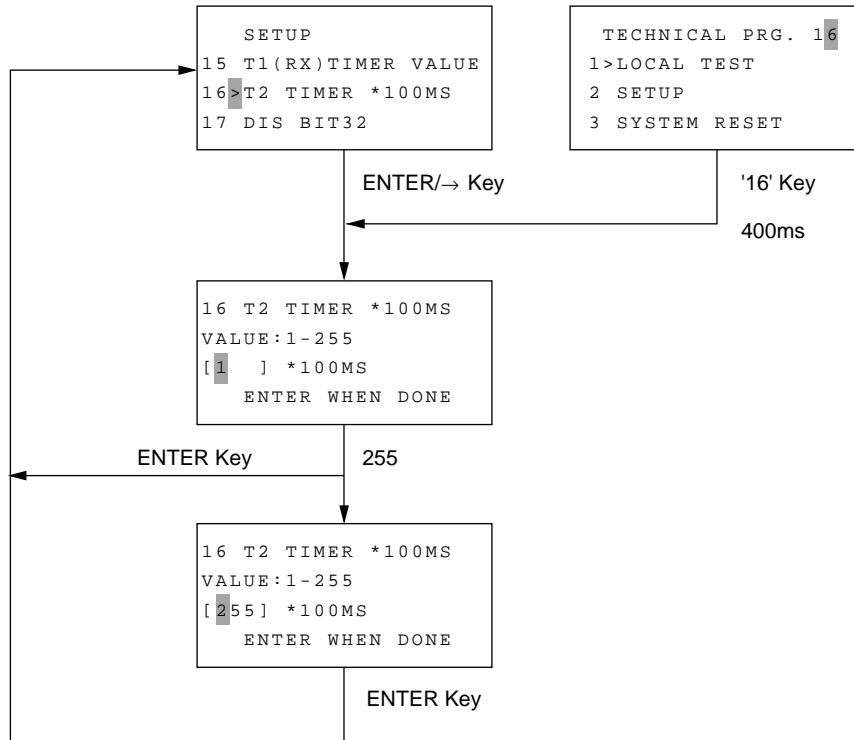 SETUP
15 T1(RX)TIMER VALUE
16>T2 TIMER *100MS
17 DIS BIT32
TECHNICAL PRG. 16
1>LOCAL TEST
2 SETUP
3 SYSTEM RESET
ENTER/→ Key
'16' Key
400ms
16 T2 TIMER *100MS
VALUE:1-255
[1 ] *100MS
ENTER WHEN DONE
ENTER Key
255
16 T2 TIMER *100MS
VALUE:1-255
[255] *100MS
ENTER WHEN DONE
ENTER Key